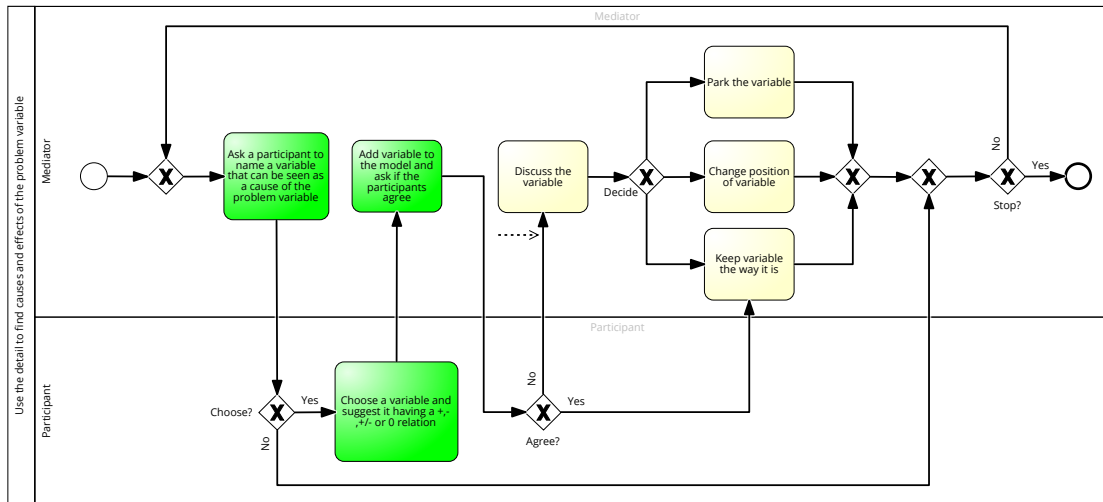 Use the detail to find causes and effects of the problem variable
Mediator
Mediator
Ask a participant to
name a variable
that can be seen as
a cause of the
problem variable
Add variable to
the model and
ask if the
participants
agree
Discuss the
variable
Decide
Park the variable
Change position
of variable
Keep variable
the way it is
No
Yes
Stop?
Participant
Participant
Choose?
Yes
No
Choose a variable and
suggest it having a +,-
,+/- or 0 relation
No
Yes
Agree?